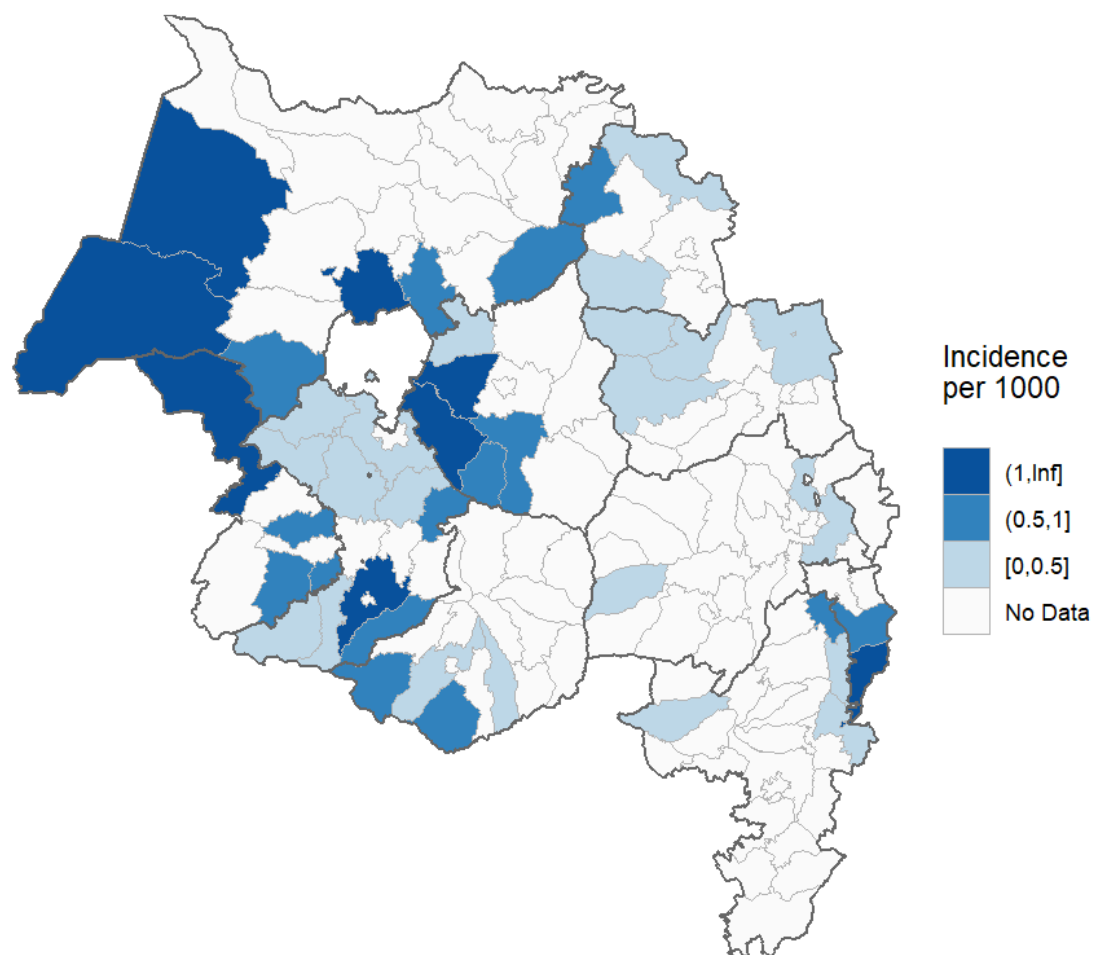 Incidence
per 1000
(1,Inf]
(0.5,1]
[0,0.5]
No Data